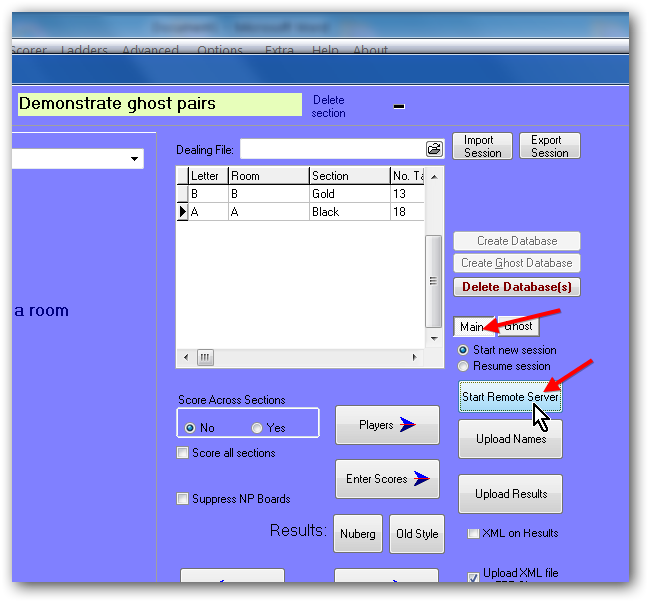 Scorer Ladders Advanced Options Extra Help About
Demonstrate ghost pairs
Delete
section
Dealing File:
Import
Session
Export
Session
Letter Room Section No. Ta
B B Gold 13
A A Black 18
Create Database
Create Ghost Database
Delete Database(s)
a room
Main Ghost
Start new session
Resume session
Start Remote Server
Score Across Sections
No Yes
Players
Upload Names
Score all sections
Enter Scores
Upload Results
Suppress NP Boards
Results: Nuberg Old Style
XML on Results
Upload XML file